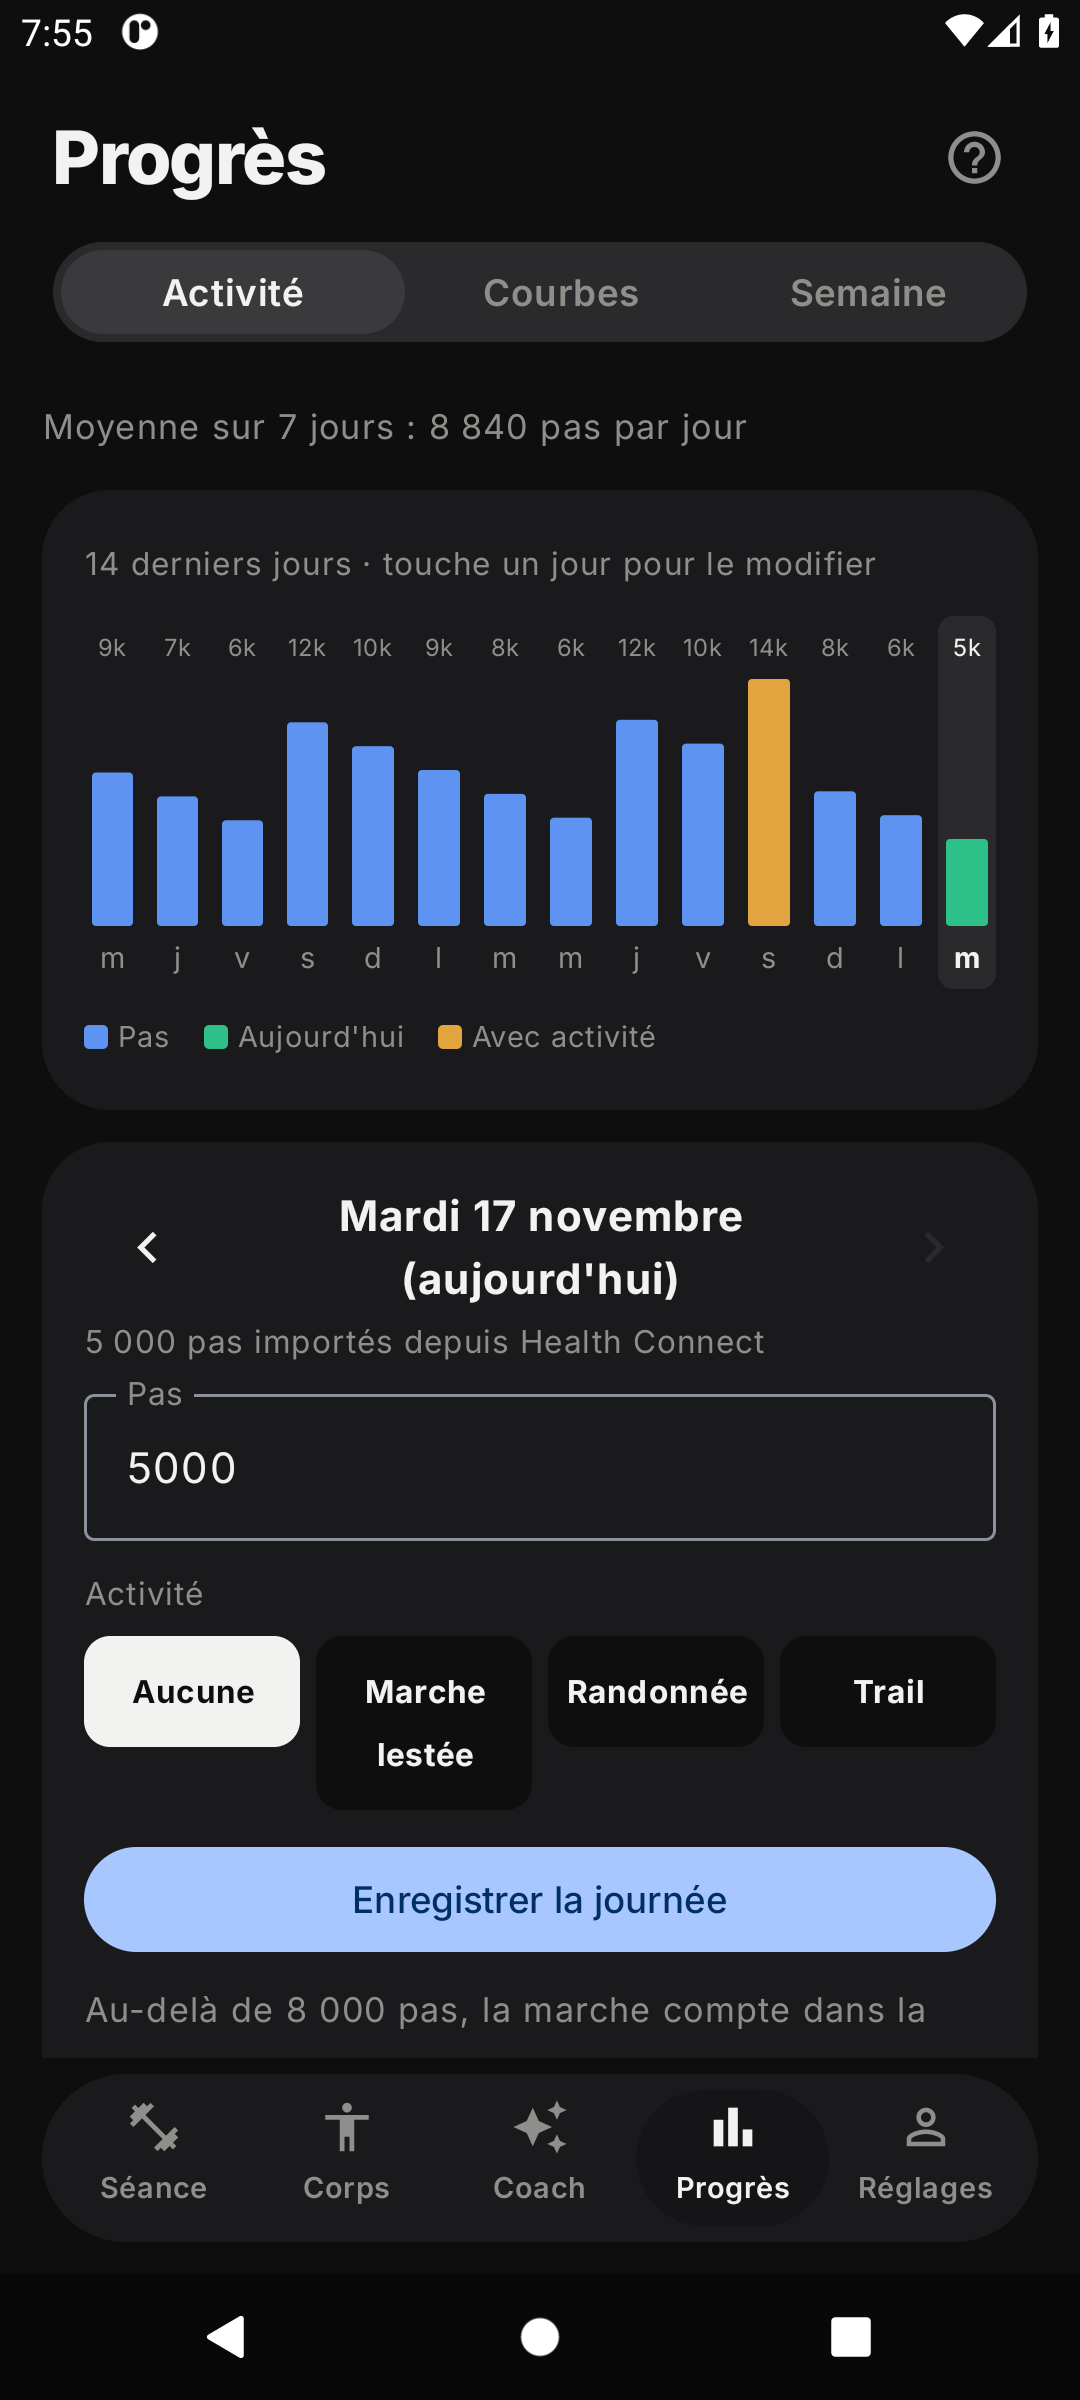 7:55
Progrès
Activité Courbes Semaine
Moyenne sur 7 jours : 8 840 pas par jour
14 derniers jours · touche un jour pour le modifier
9k 7k 6k 12k 10k 9k 8k 6k 12k 10k 14k 8k 6k 5k
m j v s d l m m j v s d l m
Pas Aujourd'hui Avec activité
Mardi 17 novembre
(aujourd'hui)
5 000 pas importés depuis Health Connect
Pas
5000
Activité
Aucune Marche lestée Randonnée Trail
Enregistrer la journée
Au-delà de 8 000 pas, la marche compte dans la
Séance Corps Coach Progrès Réglages